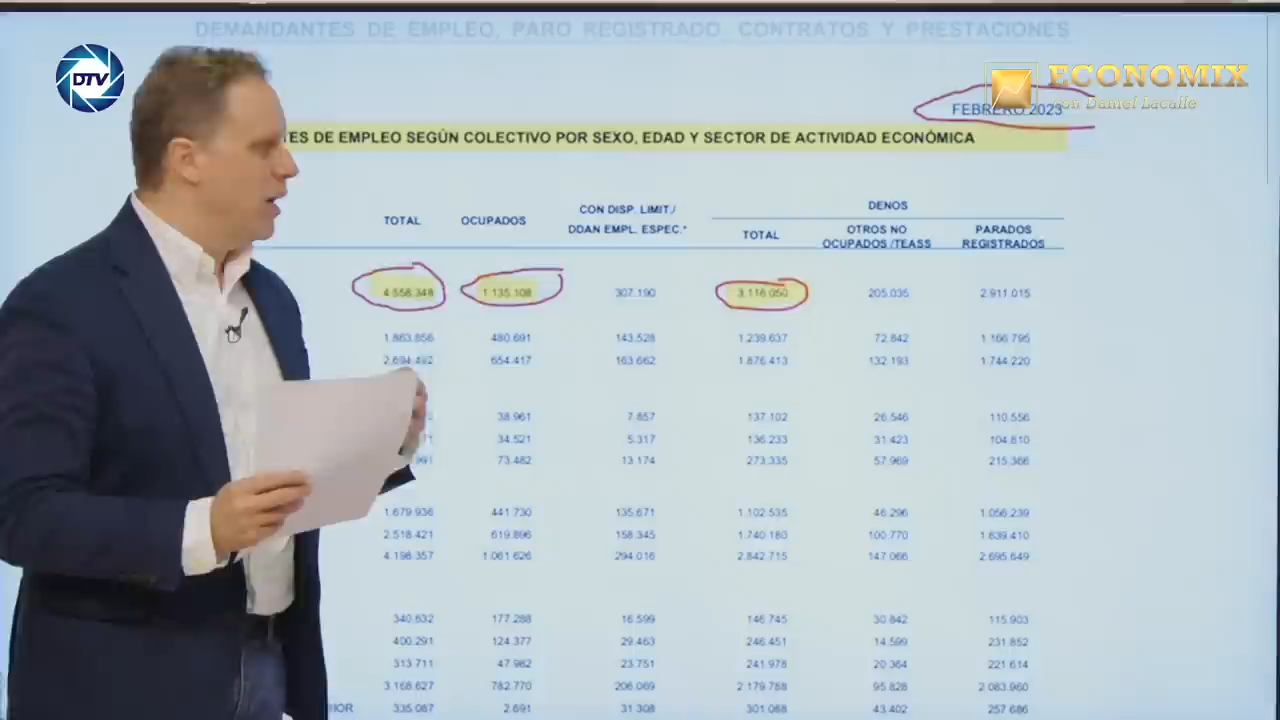 DEMANDANTES DE EMPLEO, PARO REGISTRADO, CONTRATOS Y PRESTACIONES
DTV
ECONOMIX
con Daniel Lacalle
FEBRERO 2023
TES DE EMPLEO SEGÚN COLECTIVO POR SEXO, EDAD Y SECTOR DE ACTIVIDAD ECONÓMICA
DENOS
TOTAL OCUPADOS CON DISP. LIMIT./ DDAN EMPL. ESPEC.* TOTAL OTROS NO OCUPADOS /TEASS PARADOS REGISTRADOS
4.558.348 1.135.108 307.190 3.116.050 205.035 2.911.015
1.863.856 480.691 143.528 1.239.637 72.842 1.166.795
2.694.492 654.417 163.662 1.876.413 132.193 1.744.220
38.961 7.857 137.102 26.546 110.556
71 34.521 5.317 136.233 31.423 104.810
991 73.482 13.174 273.335 57.969 215.366
1.679.936 441.730 135.671 1.102.535 46.296 1.056.239
2.518.421 619.896 158.345 1.740.180 100.770 1.639.410
4.198.357 1.061.626 294.016 2.842.715 147.066 2.695.649
340.632 177.288 16.599 146.745 30.842 115.903
400.291 124.377 29.463 246.451 14.599 231.852
313.711 47.982 23.751 241.978 20.364 221.614
3.168.627 782.770 206.069 2.179.788 95.828 2.083.960
RIOR 335.087 2.691 31.308 301.088 43.402 257.686